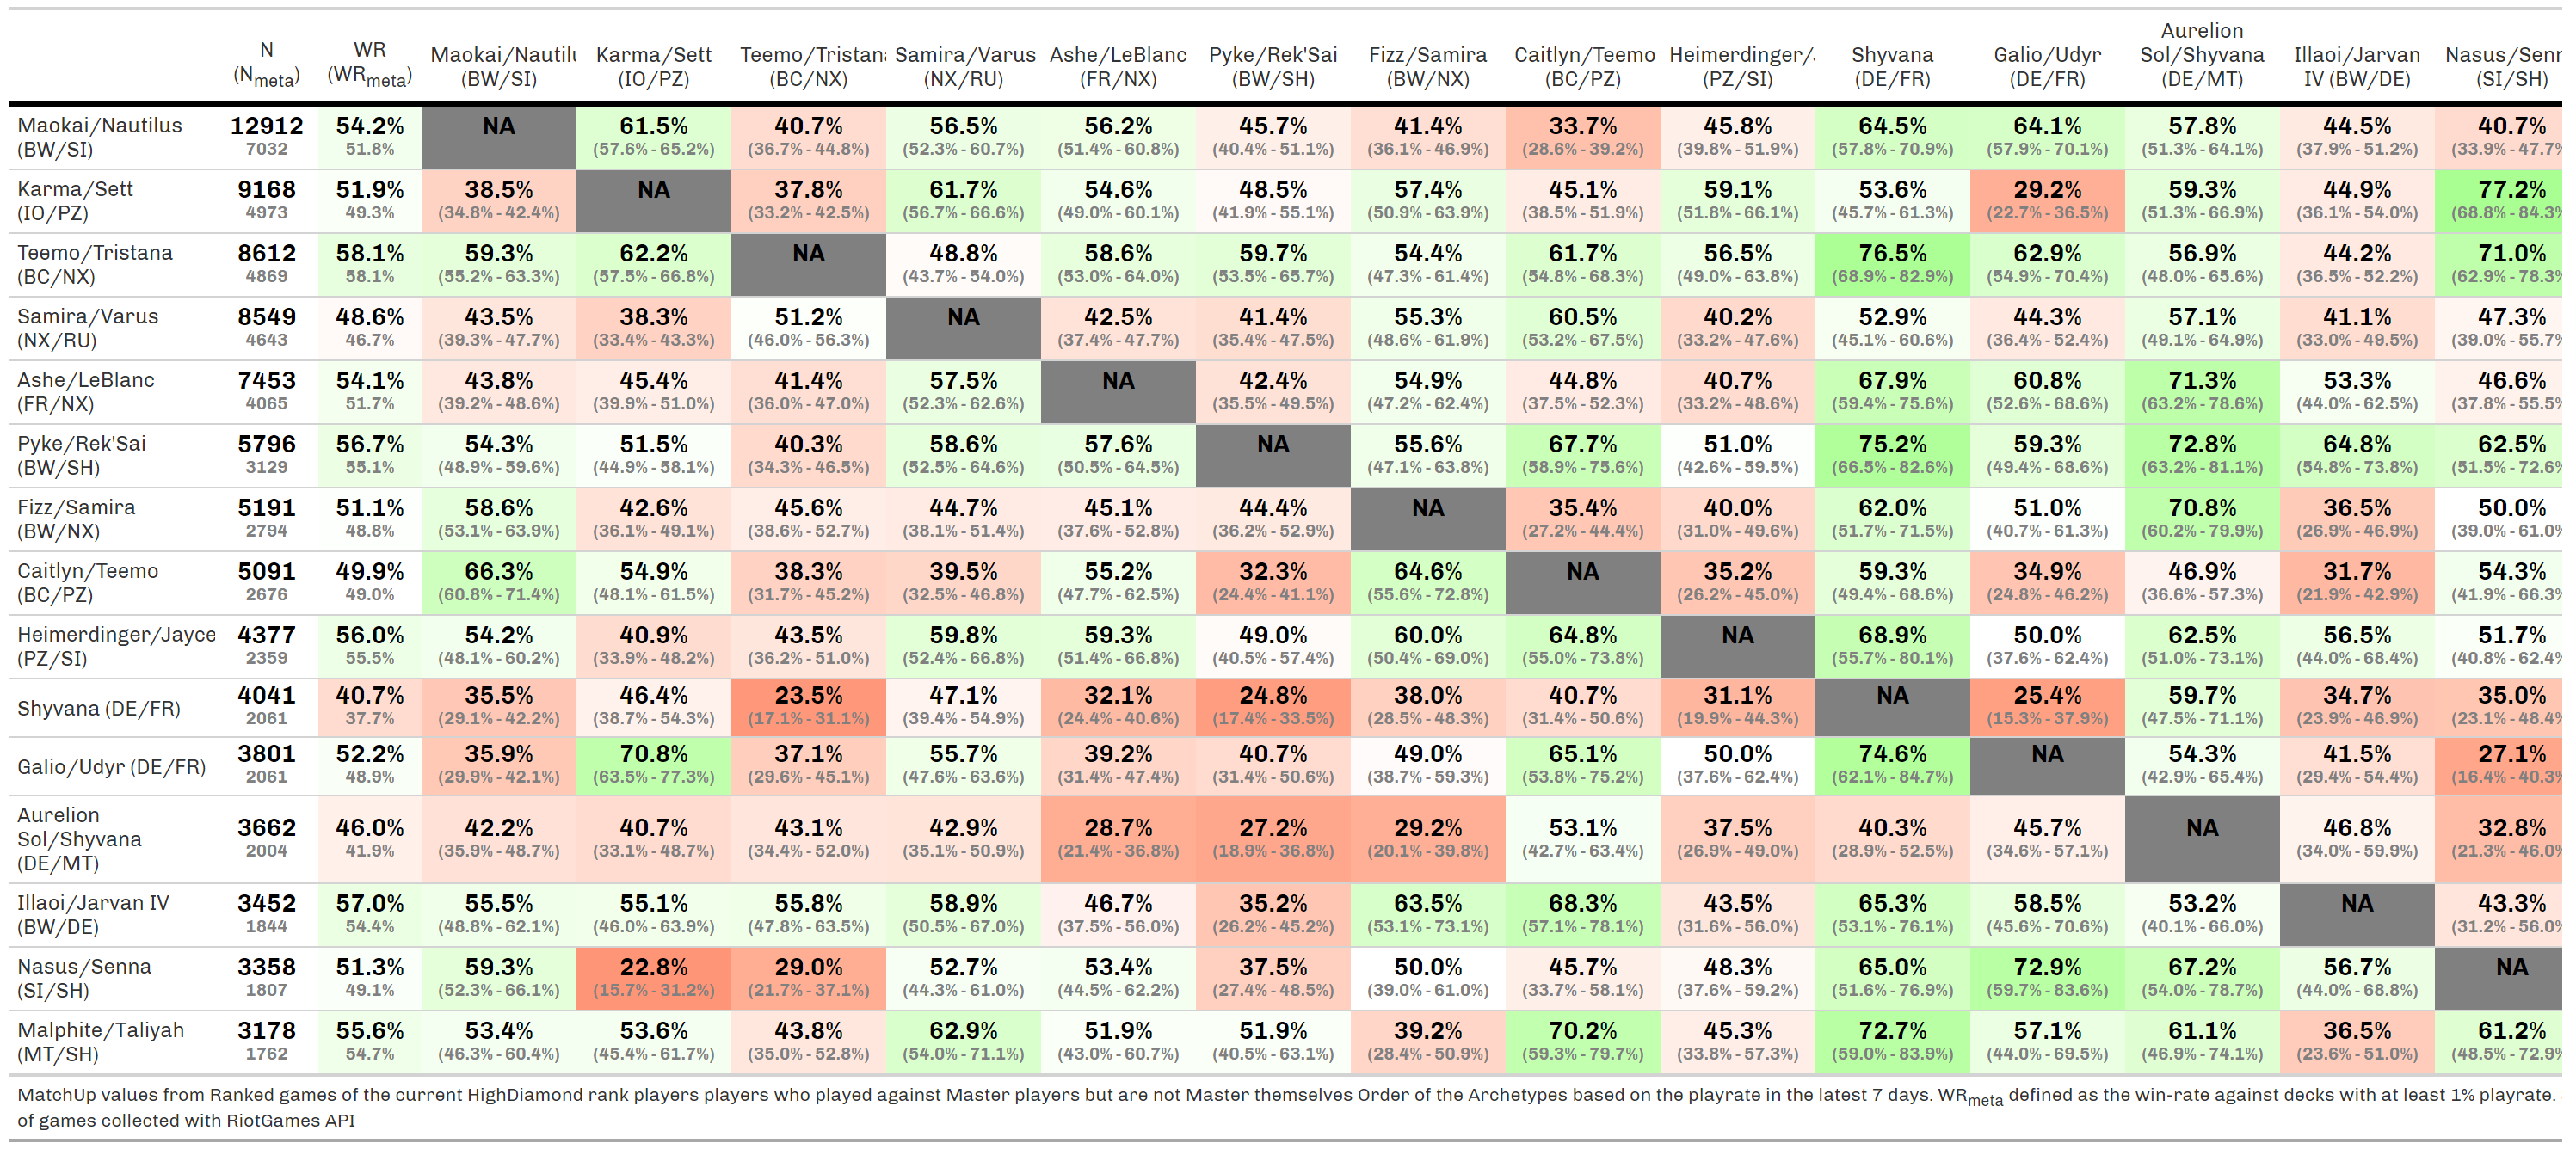 N WR Aurelion
(Nmeta) (WRmeta) Maokai/Nautilu Karma/Sett Teemo/Tristana Samira/Varus Ashe/LeBlanc Pyke/Rek'Sai Fizz/Samira Caitlyn/Teemo Heimerdinger/J Shyvana Galio/Udyr Sol/Shyvana Illaoi/Jarvan Nasus/Senn
(BW/SI) (IO/PZ) (BC/NX) (NX/RU) (FR/NX) (BW/SH) (BW/NX) (BC/PZ) (PZ/SI) (DE/FR) (DE/FR) (DE/MT) IV (BW/DE) (SI/SH)
Maokai/Nautilus 12912 54.2% NA 61.5% 40.7% 56.5% 56.2% 45.7% 41.4% 33.7% 45.8% 64.5% 64.1% 57.8% 44.5% 40.7%
(BW/SI) 7032 51.8% (57.6% - 65.2%) (36.7% - 44.8%) (52.3% - 60.7%) (51.4% - 60.8%) (40.4% - 51.1%) (36.1% - 46.9%) (28.6% - 39.2%) (39.8% - 51.9%) (57.8% - 70.9%) (57.9% - 70.1%) (51.3% - 64.1%) (37.9% - 51.2%) (33.9% - 47.7%
Karma/Sett 9168 51.9% 38.5% NA 37.8% 61.7% 54.6% 48.5% 57.4% 45.1% 59.1% 53.6% 29.2% 59.3% 44.9% 77.2%
(IO/PZ) 4973 49.3% (34.8% - 42.4%) (33.2% - 42.5%) (56.7% - 66.6%) (49.0% - 60.1%) (41.9% - 55.1%) (50.9% - 63.9%) (38.5% - 51.9%) (51.8% - 66.1%) (45.7% - 61.3%) (22.7% - 36.5%) (51.3% - 66.9%) (36.1% - 54.0%) (68.8% - 84.3%
Teemo/Tristana 8612 58.1% 59.3% 62.2% NA 48.8% 58.6% 59.7% 54.4% 61.7% 56.5% 76.5% 62.9% 56.9% 44.2% 71.0%
(BC/NX) 4869 58.1% (55.2% - 63.3%) (57.5% - 66.8%) (43.7% - 54.0%) (53.0% - 64.0%) (53.5% - 65.7%) (47.3% - 61.4%) (54.8% - 68.3%) (49.0% - 63.8%) (68.9% - 82.9%) (54.9% - 70.4%) (48.0% - 65.6%) (36.5% - 52.2%) (62.9% - 78.3%
Samira/Varus 8549 48.6% 43.5% 38.3% 51.2% NA 42.5% 41.4% 55.3% 60.5% 40.2% 52.9% 44.3% 57.1% 41.1% 47.3%
(NX/RU) 4643 46.7% (39.3% - 47.7%) (33.4% - 43.3%) (46.0% - 56.3%) (37.4% - 47.7%) (35.4% - 47.5%) (48.6% - 61.9%) (53.2% - 67.5%) (33.2% - 47.6%) (45.1% - 60.6%) (36.4% - 52.4%) (49.1% - 64.9%) (33.0% - 49.5%) (39.0% - 55.7%
Ashe/LeBlanc 7453 54.1% 43.8% 45.4% 41.4% 57.5% NA 42.4% 54.9% 44.8% 40.7% 67.9% 60.8% 71.3% 53.3% 46.6%
(FR/NX) 4065 51.7% (39.2% - 48.6%) (39.9% - 51.0%) (36.0% - 47.0%) (52.3% - 62.6%) (35.5% - 49.5%) (47.2% - 62.4%) (37.5% - 52.3%) (33.2% - 48.6%) (59.4% - 75.6%) (52.6% - 68.6%) (63.2% - 78.6%) (44.0% - 62.5%) (37.8% - 55.5%
Pyke/Rek'Sai 5796 56.7% 54.3% 51.5% 40.3% 58.6% 57.6% NA 55.6% 67.7% 51.0% 75.2% 59.3% 72.8% 64.8% 62.5%
(BW/SH) 3129 55.1% (48.9% - 59.6%) (44.9% - 58.1%) (34.3% - 46.5%) (52.5% - 64.6%) (50.5% - 64.5%) (47.1% - 63.8%) (58.9% - 75.6%) (42.6% - 59.5%) (66.5% - 82.6%) (49.4% - 68.6%) (63.2% - 81.1%) (54.8% - 73.8%) (51.5% - 72.6%
Fizz/Samira 5191 51.1% 58.6% 42.6% 45.6% 44.7% 45.1% 44.4% NA 35.4% 40.0% 62.0% 51.0% 70.8% 36.5% 50.0%
(BW/NX) 2794 48.8% (53.1% - 63.9%) (36.1% - 49.1%) (38.6% - 52.7%) (38.1% - 51.4%) (37.6% - 52.8%) (36.2% - 52.9%) (27.2% - 44.4%) (31.0% - 49.6%) (51.7% - 71.5%) (40.7% - 61.3%) (60.2% - 79.9%) (26.9% - 46.9%) (39.0% - 61.0%
Caitlyn/Teemo 5091 49.9% 66.3% 54.9% 38.3% 39.5% 55.2% 32.3% 64.6% NA 35.2% 59.3% 34.9% 46.9% 31.7% 54.3%
(BC/PZ) 2676 49.0% (60.8% - 71.4%) (48.1% - 61.5%) (31.7% - 45.2%) (32.5% - 46.8%) (47.7% - 62.5%) (24.4% - 41.1%) (55.6% - 72.8%) (26.2% - 45.0%) (49.4% - 68.6%) (24.8% - 46.2%) (36.6% - 57.3%) (21.9% - 42.9%) (41.9% - 66.3%
Heimerdinger/Jayce 4377 56.0% 54.2% 40.9% 43.5% 59.8% 59.3% 49.0% 60.0% 64.8% NA 68.9% 50.0% 62.5% 56.5% 51.7%
(PZ/SI) 2359 55.5% (48.1% - 60.2%) (33.9% - 48.2%) (36.2% - 51.0%) (52.4% - 66.8%) (51.4% - 66.8%) (40.5% - 57.4%) (50.4% - 69.0%) (55.0% - 73.8%) (55.7% - 80.1%) (37.6% - 62.4%) (51.0% - 73.1%) (44.0% - 68.4%) (40.8% - 62.4%
Shyvana (DE/FR) 4041 40.7% 35.5% 46.4% 23.5% 47.1% 32.1% 24.8% 38.0% 40.7% 31.1% NA 25.4% 59.7% 34.7% 35.0%
2061 37.7% (29.1% - 42.2%) (38.7% - 54.3%) (17.1% - 31.1%) (39.4% - 54.9%) (24.4% - 40.6%) (17.4% - 33.5%) (28.5% - 48.3%) (31.4% - 50.6%) (19.9% - 44.3%) (15.3% - 37.9%) (47.5% - 71.1%) (23.9% - 46.9%) (23.1% - 48.4%
Galio/Udyr (DE/FR) 3801 52.2% 35.9% 70.8% 37.1% 55.7% 39.2% 40.7% 49.0% 65.1% 50.0% 74.6% NA 54.3% 41.5% 27.1%
2061 48.9% (29.9% - 42.1%) (63.5% - 77.3%) (29.6% - 45.1%) (47.6% - 63.6%) (31.4% - 47.4%) (31.4% - 50.6%) (38.7% - 59.3%) (53.8% - 75.2%) (37.6% - 62.4%) (62.1% - 84.7%) (42.9% - 65.4%) (29.4% - 54.4%) (16.4% - 40.3%
Aurelion
Sol/Shyvana 3662 46.0% 42.2% 40.7% 43.1% 42.9% 28.7% 27.2% 29.2% 53.1% 37.5% 40.3% 45.7% NA 46.8% 32.8%
(DE/MT) 2004 41.9% (35.9% - 48.7%) (33.1% - 48.7%) (34.4% - 52.0%) (35.1% - 50.9%) (21.4% - 36.8%) (18.9% - 36.8%) (20.1% - 39.8%) (42.7% - 63.4%) (26.9% - 49.0%) (28.9% - 52.5%) (34.6% - 57.1%) (34.0% - 59.9%) (21.3% - 46.0%
Illaoi/Jarvan IV 3452 57.0% 55.5% 55.1% 55.8% 58.9% 46.7% 35.2% 63.5% 68.3% 43.5% 65.3% 58.5% 53.2% NA 43.3%
(BW/DE) 1844 54.4% (48.8% - 62.1%) (46.0% - 63.9%) (47.8% - 63.5%) (50.5% - 67.0%) (37.5% - 56.0%) (26.2% - 45.2%) (53.1% - 73.1%) (57.1% - 78.1%) (31.6% - 56.0%) (53.1% - 76.1%) (45.6% - 70.6%) (40.1% - 66.0%) (31.2% - 56.0%
Nasus/Senna 3358 51.3% 59.3% 22.8% 29.0% 52.7% 53.4% 37.5% 50.0% 45.7% 48.3% 65.0% 72.9% 67.2% 56.7% NA
(SI/SH) 1807 49.1% (52.3% - 66.1%) (15.7% - 31.2%) (21.7% - 37.1%) (44.3% - 61.0%) (44.5% - 62.2%) (27.4% - 48.5%) (39.0% - 61.0%) (33.7% - 58.1%) (37.6% - 59.2%) (51.6% - 76.9%) (59.7% - 83.6%) (54.0% - 78.7%) (44.0% - 68.8%)
Malphite/Taliyah 3178 55.6% 53.4% 53.6% 43.8% 62.9% 51.9% 51.9% 39.2% 70.2% 45.3% 72.7% 57.1% 61.1% 36.5% 61.2%
(MT/SH) 1762 54.7% (46.3% - 60.4%) (45.4% - 61.7%) (35.0% - 52.8%) (54.0% - 71.1%) (43.0% - 60.7%) (40.5% - 63.1%) (28.4% - 50.9%) (59.3% - 79.7%) (33.8% - 57.3%) (59.0% - 83.9%) (44.0% - 69.5%) (46.9% - 74.1%) (23.6% - 51.0%) (48.5% - 72.9%
MatchUp values from Ranked games of the current HighDiamond rank players players who played against Master players but are not Master themselves Order of the Archetypes based on the playrate in the latest 7 days. WRmeta defined as the win-rate against decks with at least 1% playrate.
of games collected with RiotGames API